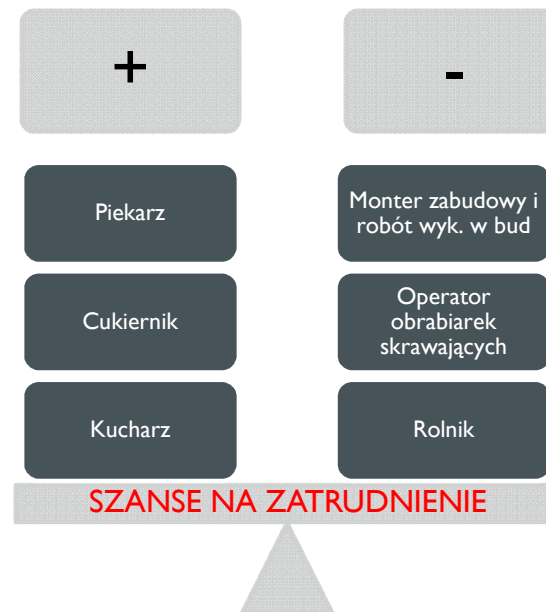 +
-
Piekarz
Monter zabudowy i
robót wyk. w bud
Cukiernik
Operator
obrabiarek
skrawających
Kucharz
Rolnik
SZANSE NA ZATRUDNIENIE